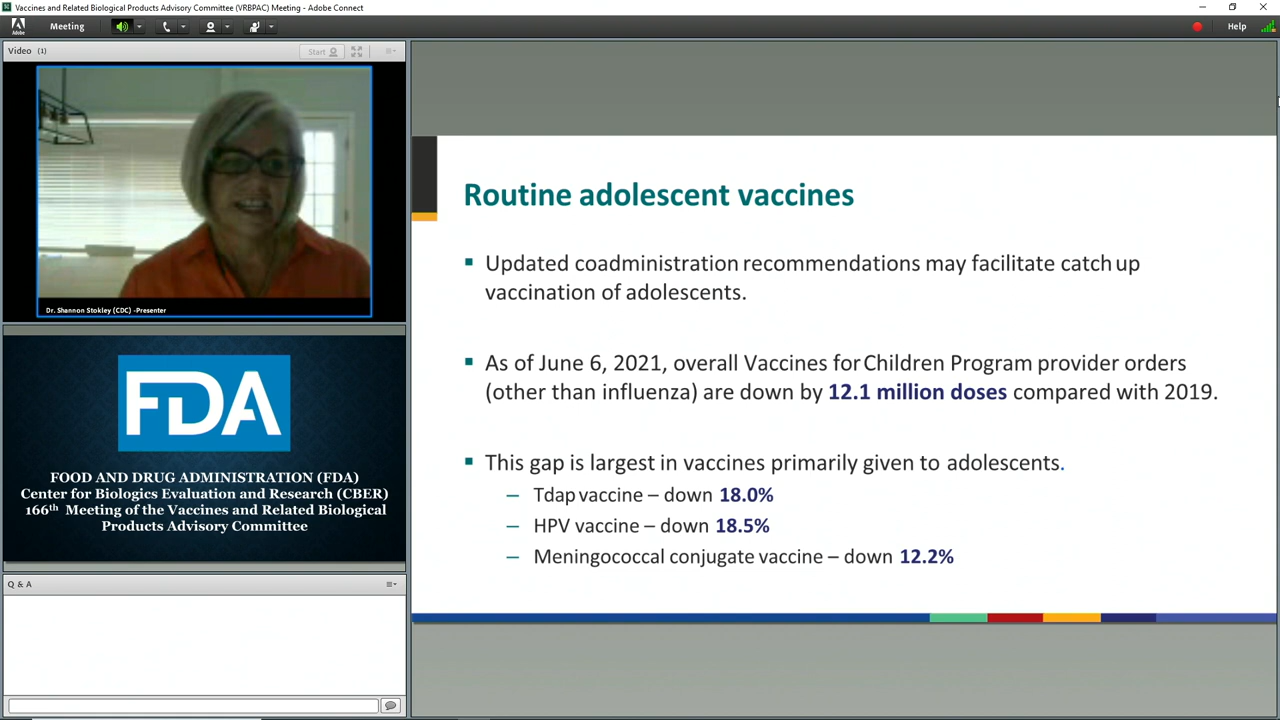 Vaccines and Related Biological Products Advisory Committee (VRBPAC) Meeting - Adobe Connect
Adobe
Meeting
Help
Video (1)
Start
Dr. Shannon Stokley (CDC) -Presenter
FDA
FOOD AND DRUG ADMINISTRATION (FDA)
Center for Biologics Evaluation and Research (CBER)
166th Meeting of the Vaccines and Related Biological
Products Advisory Committee
Q & A
Routine adolescent vaccines
▪ Updated coadministration recommendations may facilitate catch up
vaccination of adolescents.
▪ As of June 6, 2021, overall Vaccines for Children Program provider orders
(other than influenza) are down by 12.1 million doses compared with 2019.
▪ This gap is largest in vaccines primarily given to adolescents.
– Tdap vaccine – down 18.0%
– HPV vaccine – down 18.5%
– Meningococcal conjugate vaccine – down 12.2%